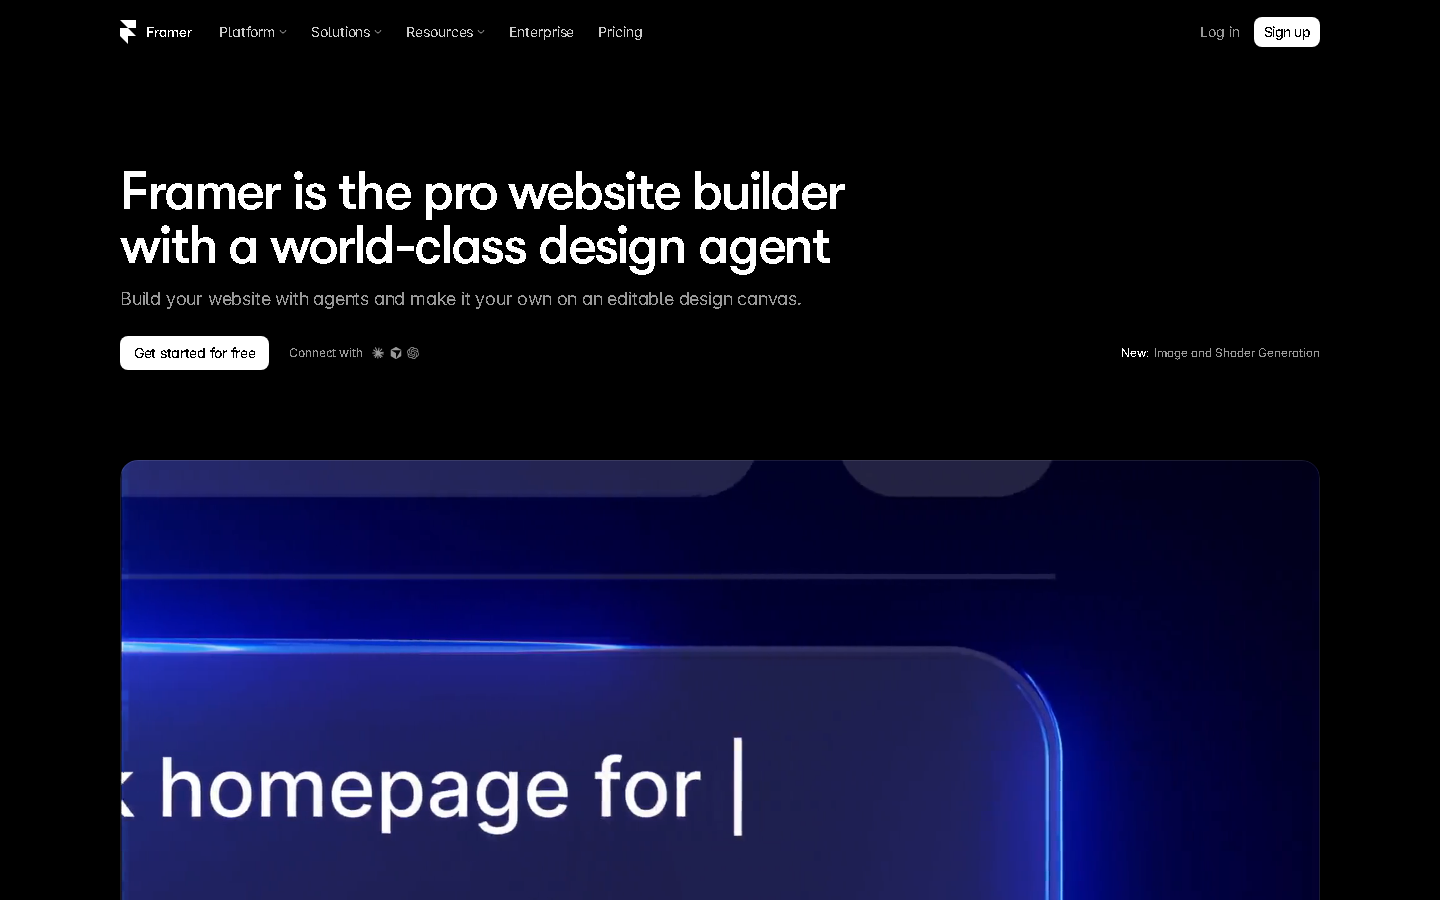 Framer
Platform
Solutions
Resources
Enterprise
Pricing
Log in
Sign up
Framer is the pro website builder
with a world-class design agent
Build your website with agents and make it your own on an editable design canvas.
Get started for free
Connect with
New: Image and Shader Generation
homepage for